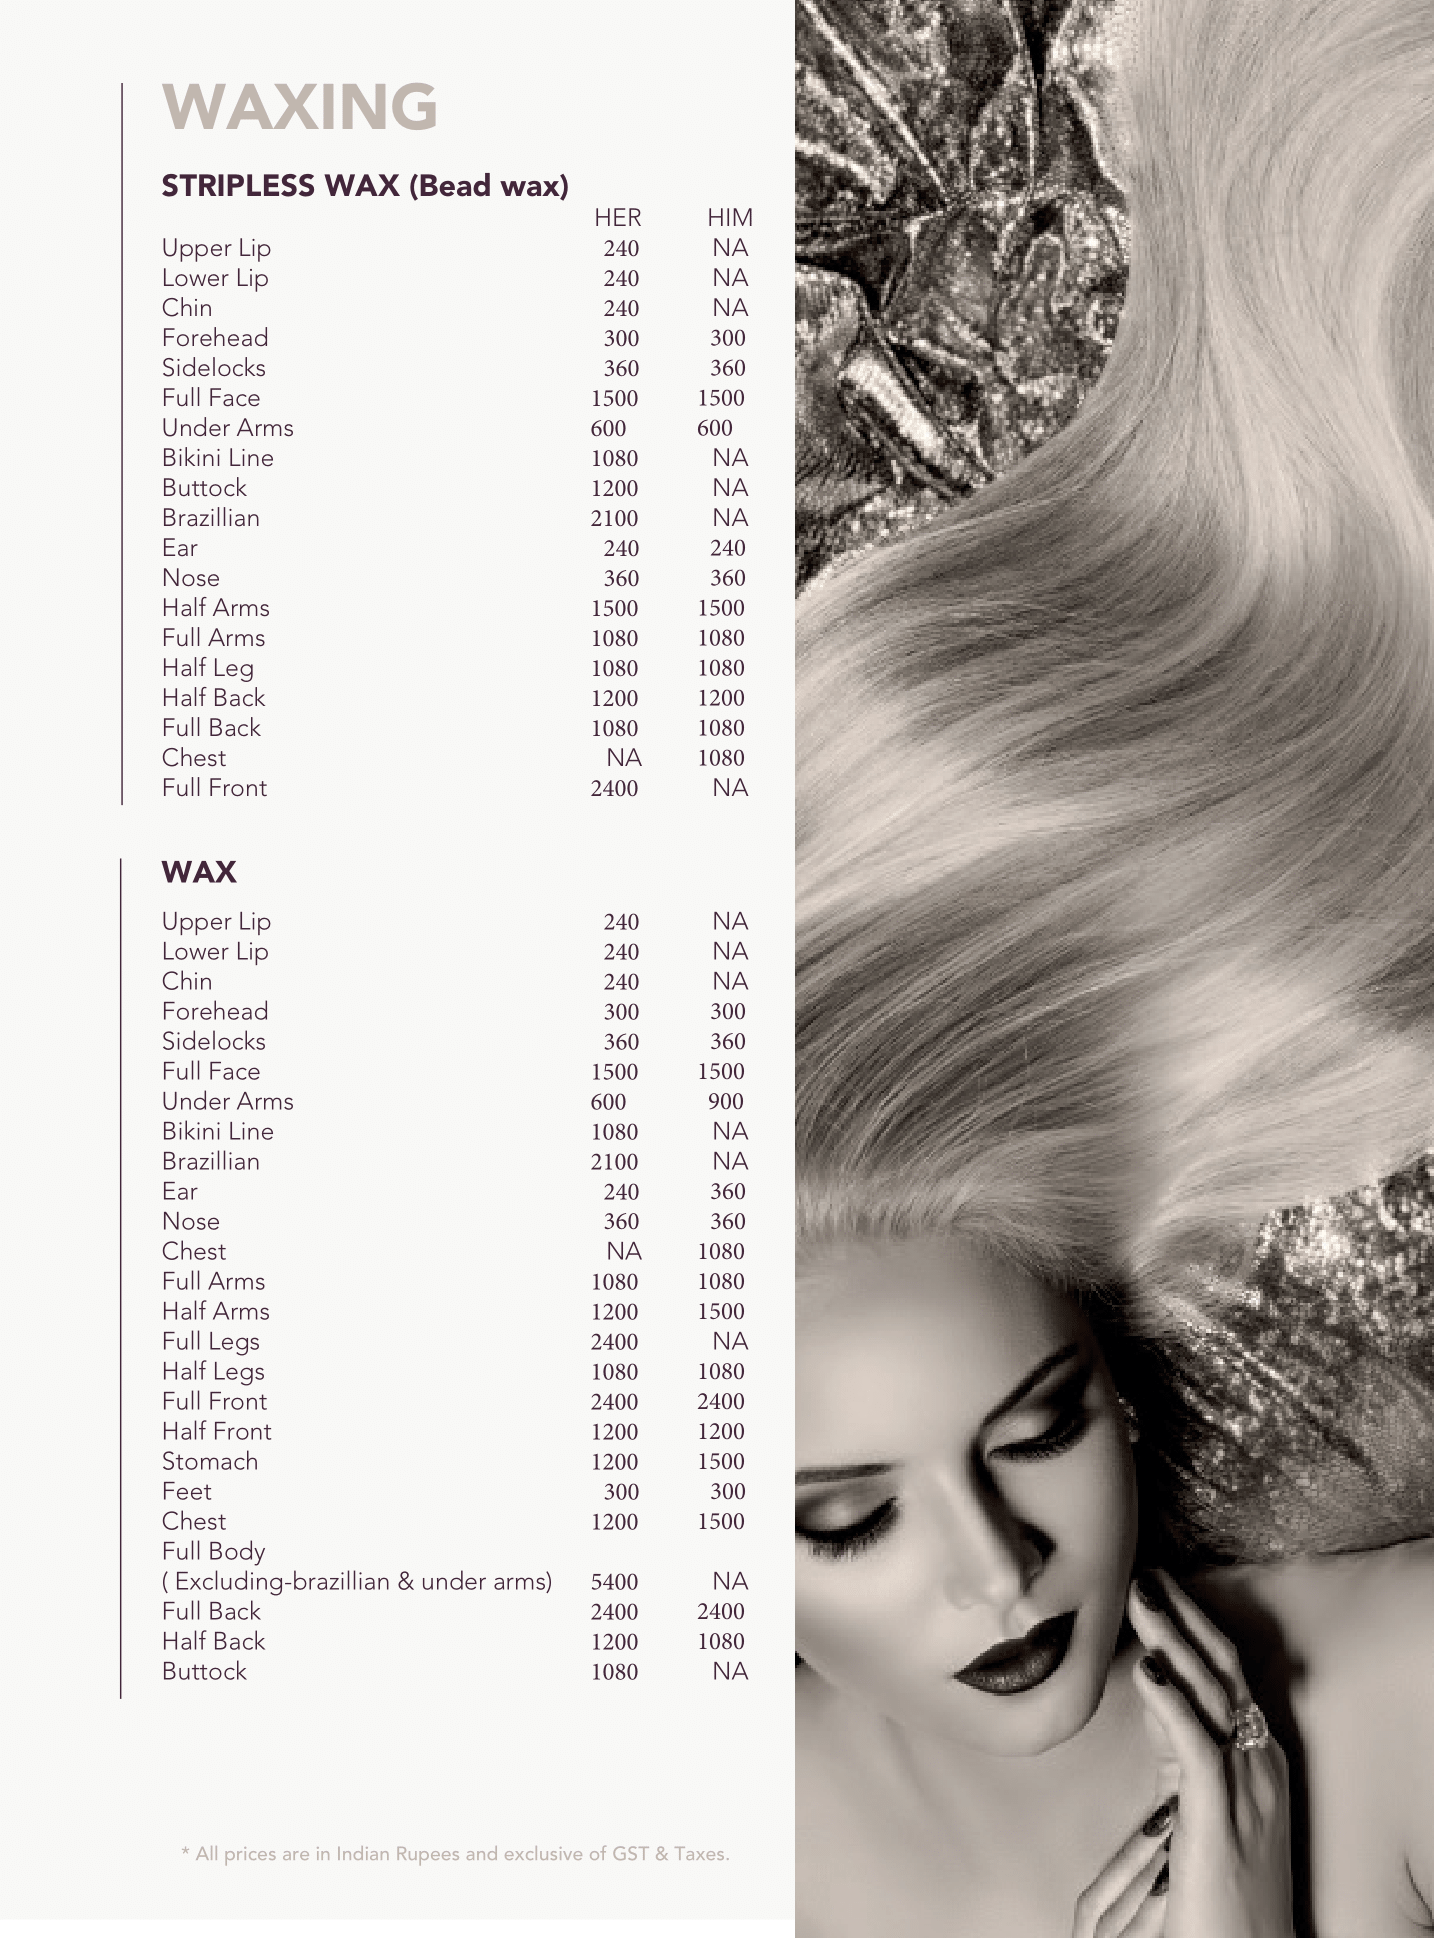 WAXING
STRIPLESS WAX (Bead wax)
HER HIM
Upper Lip 240 NA
Lower Lip 240 NA
Chin 240 NA
Forehead 300 300
Sidelocks 360 360
Full Face 1500 1500
Under Arms 600 600
Bikini Line 1080 NA
Buttock 1200 NA
Brazillian 2100 NA
Ear 240 240
Nose 360 360
Half Arms 1500 1500
Full Arms 1080 1080
Half Leg 1080 1080
Half Back 1200 1200
Full Back 1080 1080
Chest NA 1080
Full Front 2400 NA
WAX
Upper Lip 240 NA
Lower Lip 240 NA
Chin 240 NA
Forehead 300 300
Sidelocks 360 360
Full Face 1500 1500
Under Arms 600 900
Bikini Line 1080 NA
Brazillian 2100 NA
Ear 240 360
Nose 360 360
Chest NA 1080
Full Arms 1080 1080
Half Arms 1200 1500
Full Legs 2400 NA
Half Legs 1080 1080
Full Front 2400 2400
Half Front 1200 1200
Stomach 1200 1500
Feet 300 300
Chest 1200 1500
Full Body
( Excluding-brazillian & under arms) 5400 NA
Full Back 2400 2400
Half Back 1200 1080
Buttock 1080 NA
* All prices are in Indian Rupees and exclusive of GST & Taxes.